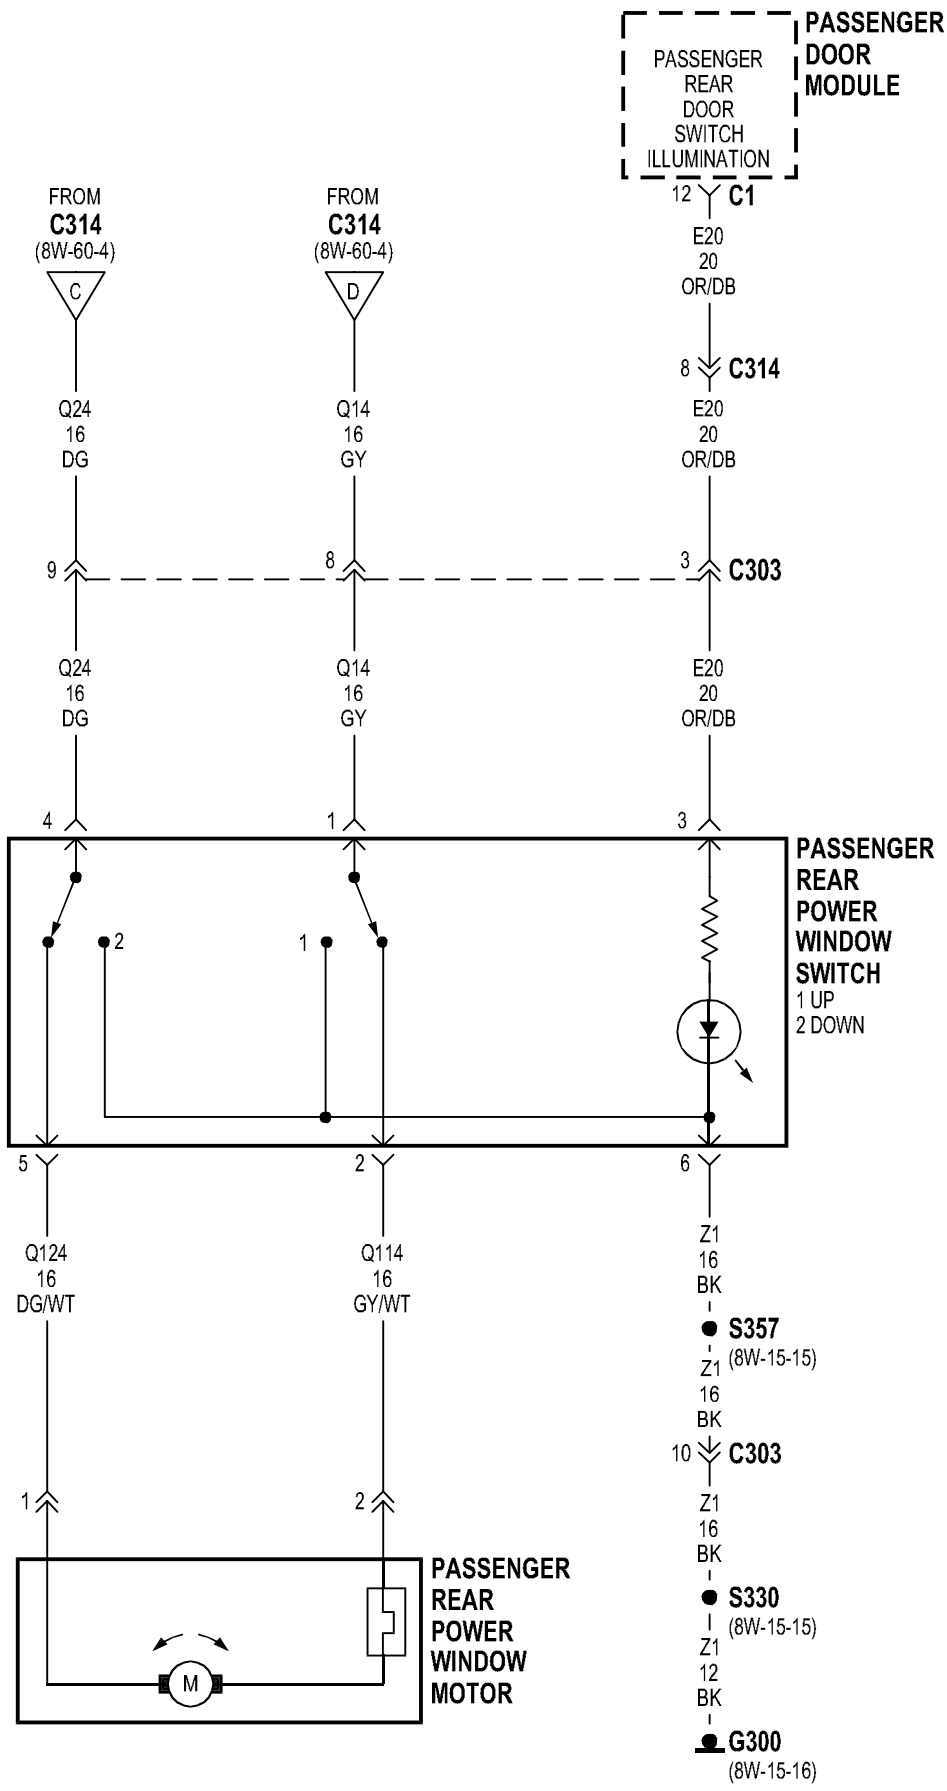 PASSENGER
DOOR
MODULE
PASSENGER
REAR
DOOR
SWITCH
ILLUMINATION
12
C1
FROM
C314
(8W-60-4)
C
FROM
C314
(8W-60-4)
D
E20
20
OR/DB
8
C314
Q24
16
DG
Q14
16
GY
E20
20
OR/DB
9
8
3
C303
Q24
16
DG
Q14
16
GY
E20
20
OR/DB
4
1
3
PASSENGER
REAR
POWER
WINDOW
SWITCH
1 UP
2 DOWN
2
1
5
2
6
Q124
16
DG/WT
Q114
16
GY/WT
Z1
16
BK
S357
(8W-15-15)
Z1
16
BK
10
C303
1
2
Z1
16
BK
PASSENGER
REAR
POWER
WINDOW
MOTOR
M
S330
(8W-15-15)
Z1
12
BK
G300
(8W-15-16)